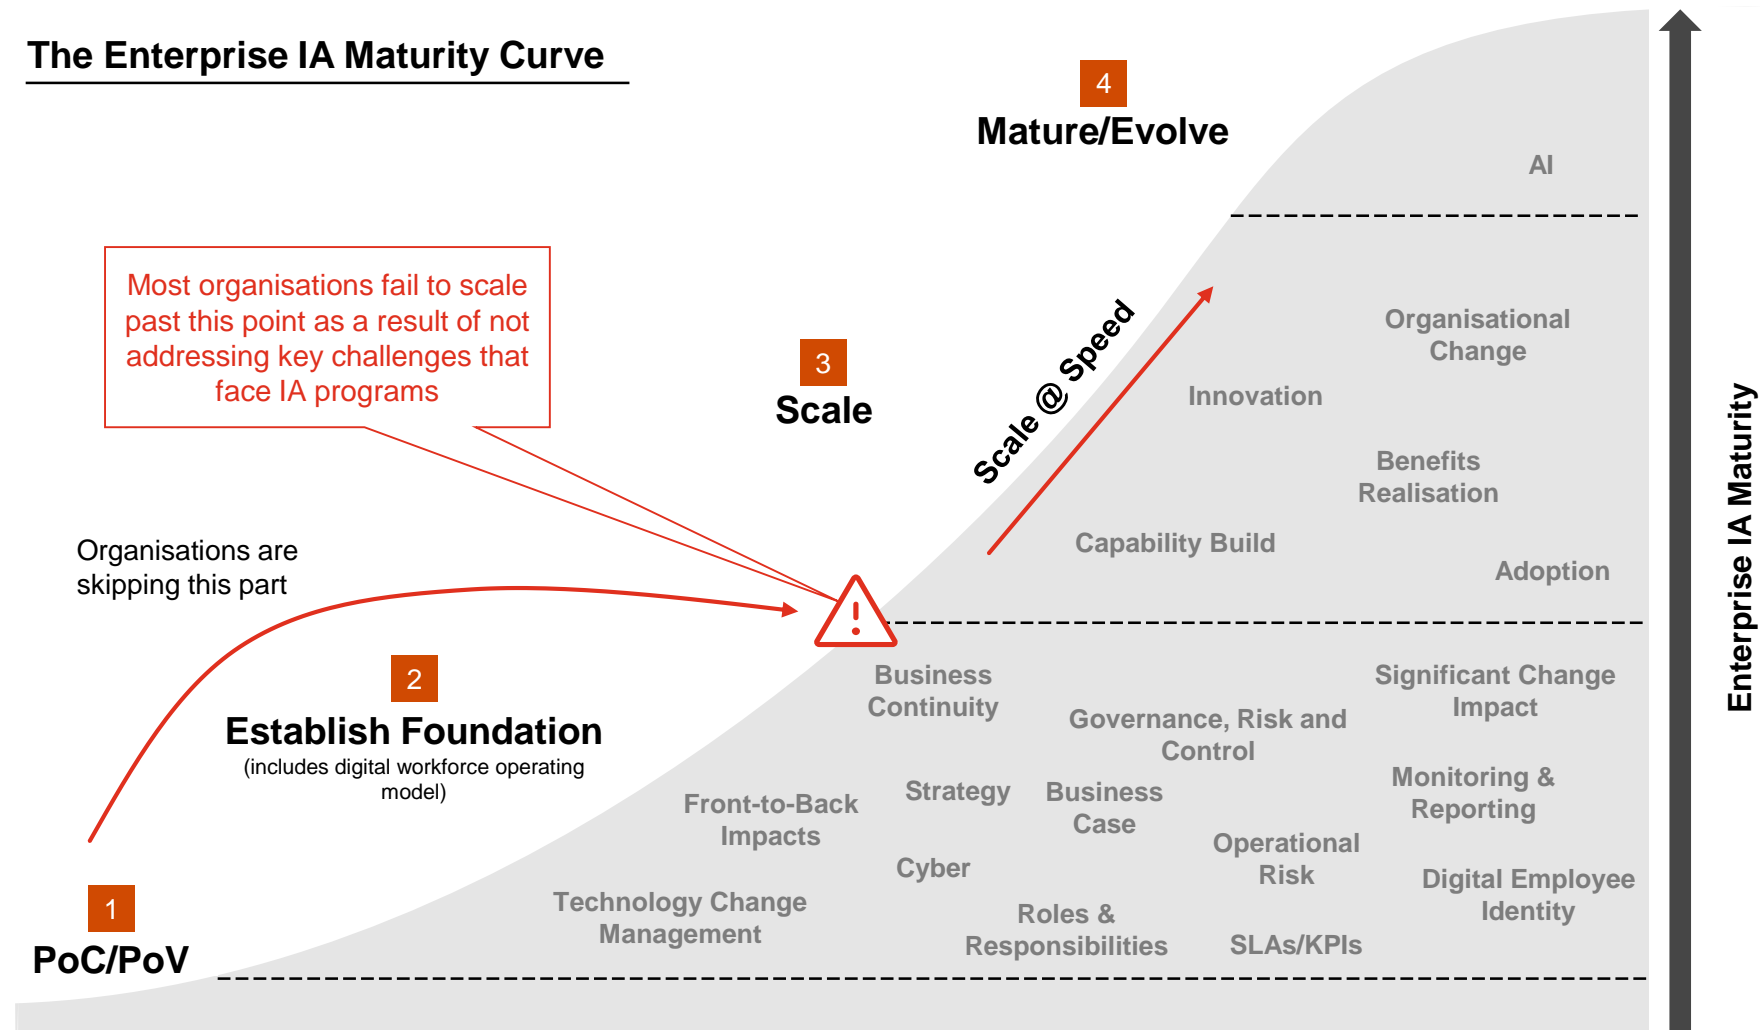 The Enterprise IA Maturity Curve
4
Mature/Evolve
AI
Most organisations fail to scale
past this point as a result of not
addressing key challenges that
face IA programs
3
Scale
Scale @ Speed
Organisational
Change
Innovation
Benefits
Realisation
Capability Build
Adoption
Enterprise IA Maturity
Organisations are
skipping this part
2
Establish Foundation
(includes digital workforce operating
model)
Business
Continuity
Significant Change
Impact
Governance, Risk and
Control
Monitoring &
Reporting
Strategy
Business
Case
Front-to-Back
Impacts
Operational
Risk
Cyber
Digital Employee
Identity
Technology Change
Management
Roles &
Responsibilities
SLAs/KPIs
1
PoC/PoV